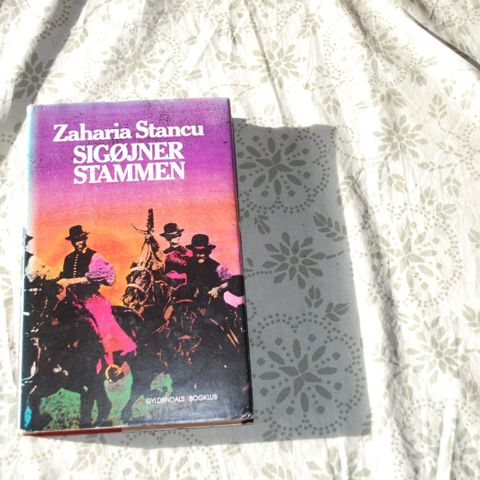 Zaharia Stancu
SIGØJNER
STAMMEN
GYLDENDALS BOGKLUB